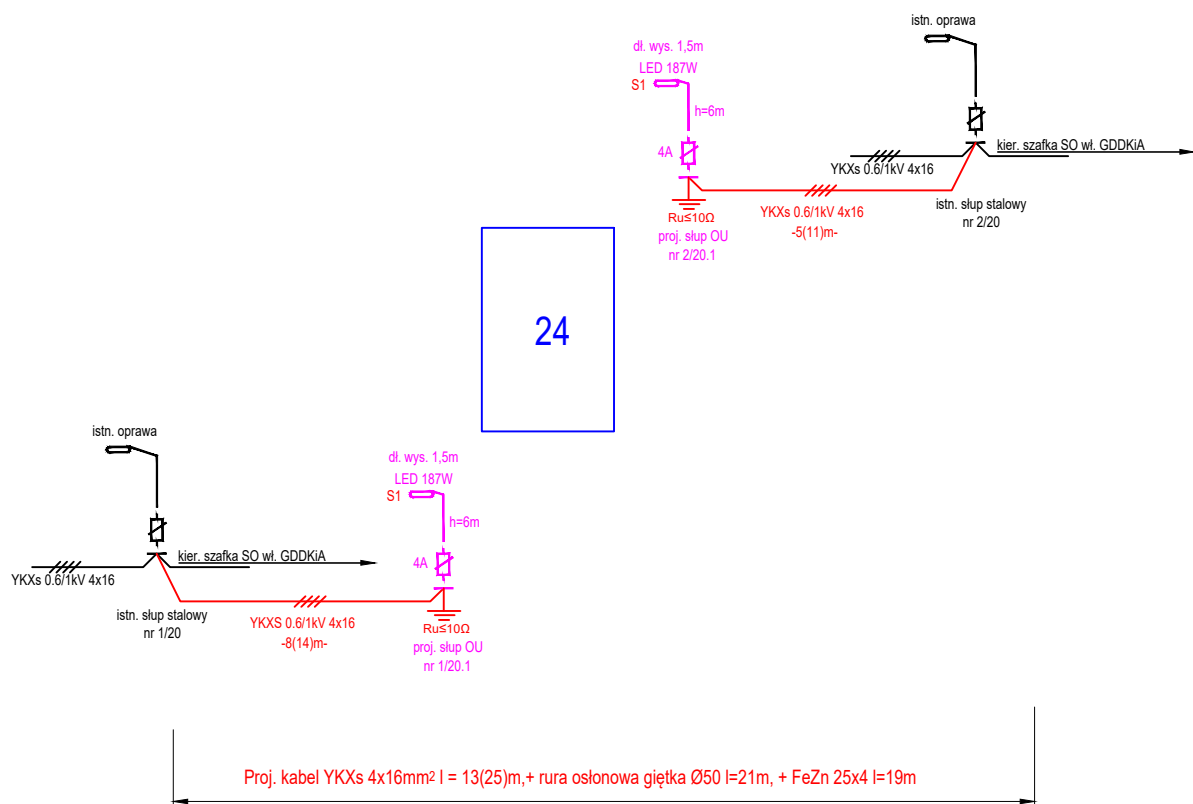 istn. oprawa
dł. wys. 1,5m
LED 187W
S1
h=6m
4A
kier. szafka SO wł. GDDKiA
YKXs 0.6/1kV 4x16
YKXs 0.6/1kV 4x16
-5(11)m-
istn. słup stalowy
nr 2/20
Ru≤10Ω
proj. słup OU
nr 2/20.1
24
istn. oprawa
dł. wys. 1,5m
LED 187W
S1
h=6m
4A
kier. szafka SO wł. GDDKiA
YKXs 0.6/1kV 4x16
istn. słup stalowy
nr 1/20
YKXS 0.6/1kV 4x16
-8(14)m-
Ru≤10Ω
proj. słup OU
nr 1/20.1
Proj. kabel YKXs 4x16mm² l = 13(25)m,+ rura osłonowa giętka Ø50 l=21m, + FeZn 25x4 l=19m